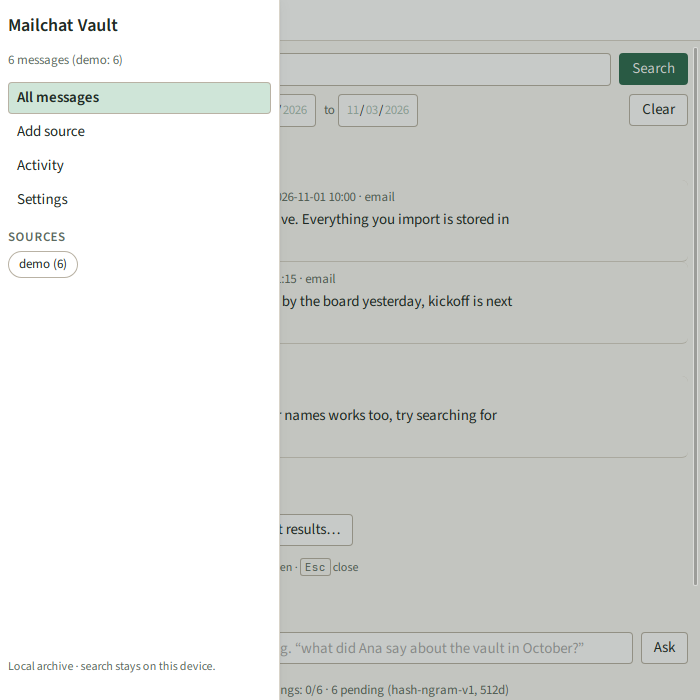 Mailchat Vault
6 messages (demo: 6)
All messages
Add source
Activity
Settings
SOURCES
demo (6)
Local archive · search stays on this device.
Search
/2026 to 11/03/2026 Clear
26-11-01 10:00 · email
ve. Everything you import is stored in
:15 · email
by the board yesterday, kickoff is next
names works too, try searching for
t results…
en · Esc close
g. “what did Ana say about the vault in October?” Ask
ngs: 0/6 · 6 pending (hash-ngram-v1, 512d)